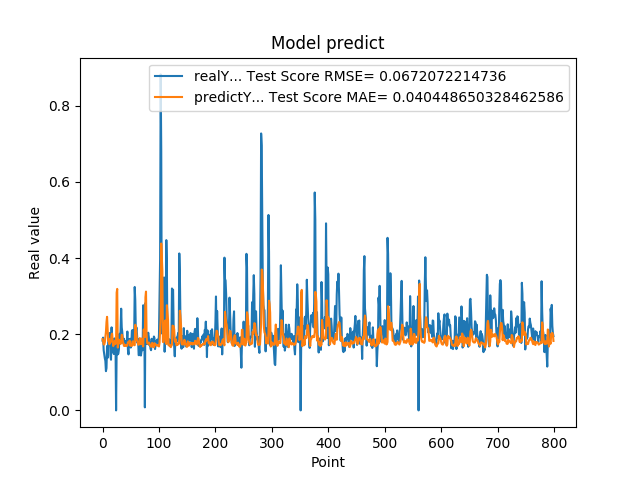 Model predict
realY... Test Score RMSE= 0.0672072214736
predictY... Test Score MAE= 0.040448650328462586
Real value
0.8
0.6
0.4
0.2
0.0
0 100 200 300 400 500 600 700 800
Point